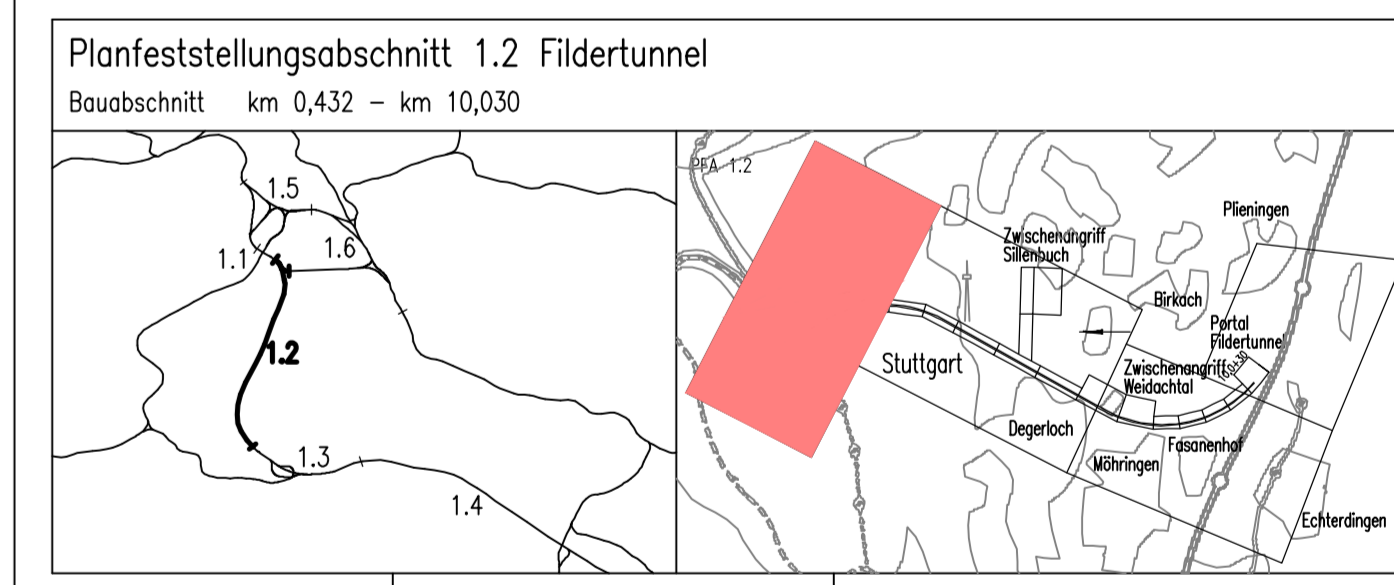 Planfeststellungsabschnitt 1.2 Fildertunnel
Bauabschnitt km 0,432 – km 10,030
1.5
1.1
1.6
1.2
1.3
1.4
PFA 1.2
Plieningen
Zwischenangriff
Sillenbuch
Birkach
Portal
Fildertunnel
Stuttgart
Zwischenangriff
Weidachtal
Degerloch
Fasanenhof
Möhringen
Echterdingen